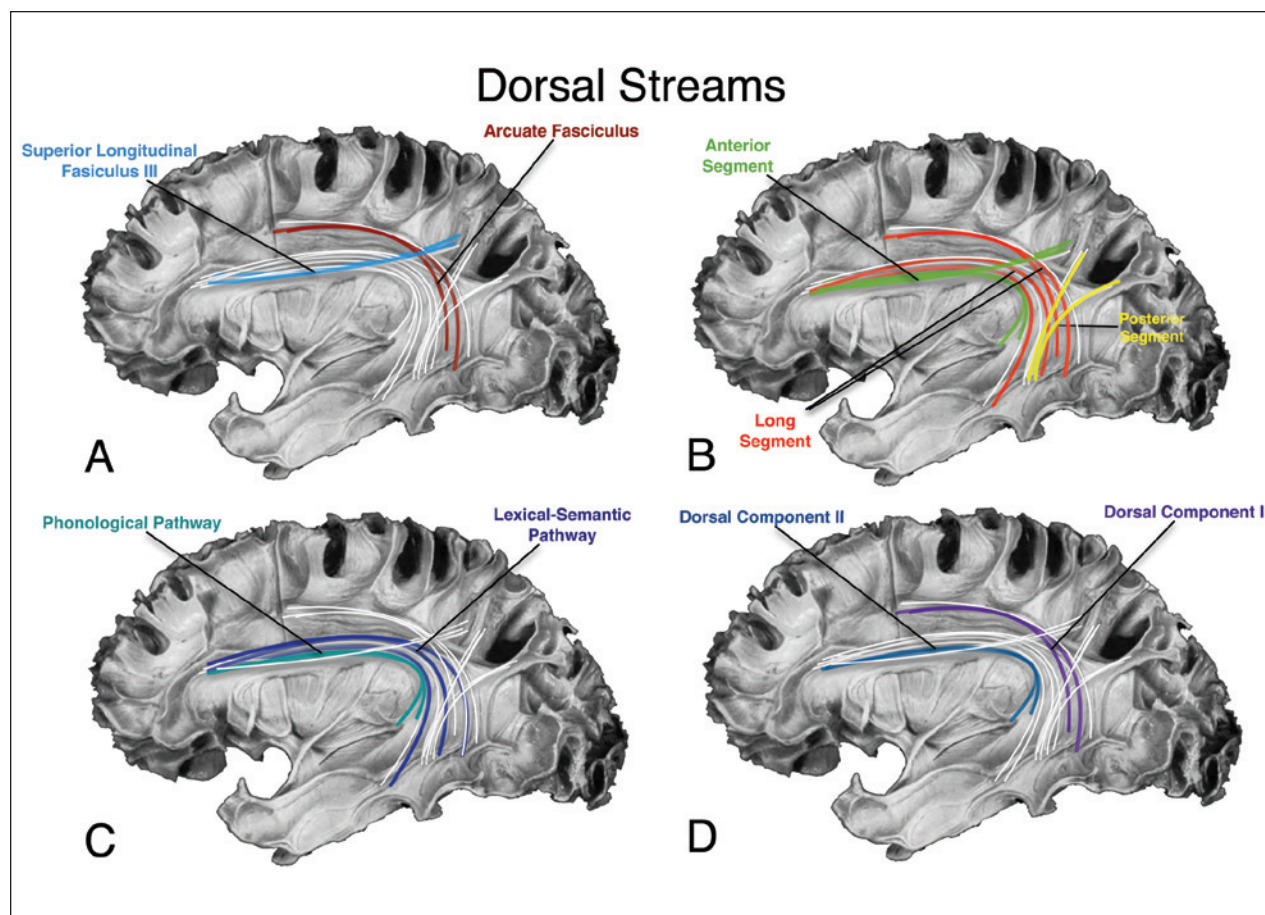 Dorsal Streams
Superior Longitudinal
Fasiculus III
Arcuate Fasciculus
A
Anterior
Segment
Posterior
Segment
Long
Segment
B
Phonological Pathway
Lexical-Semantic
Pathway
C
Dorsal Component II
Dorsal Component I
D